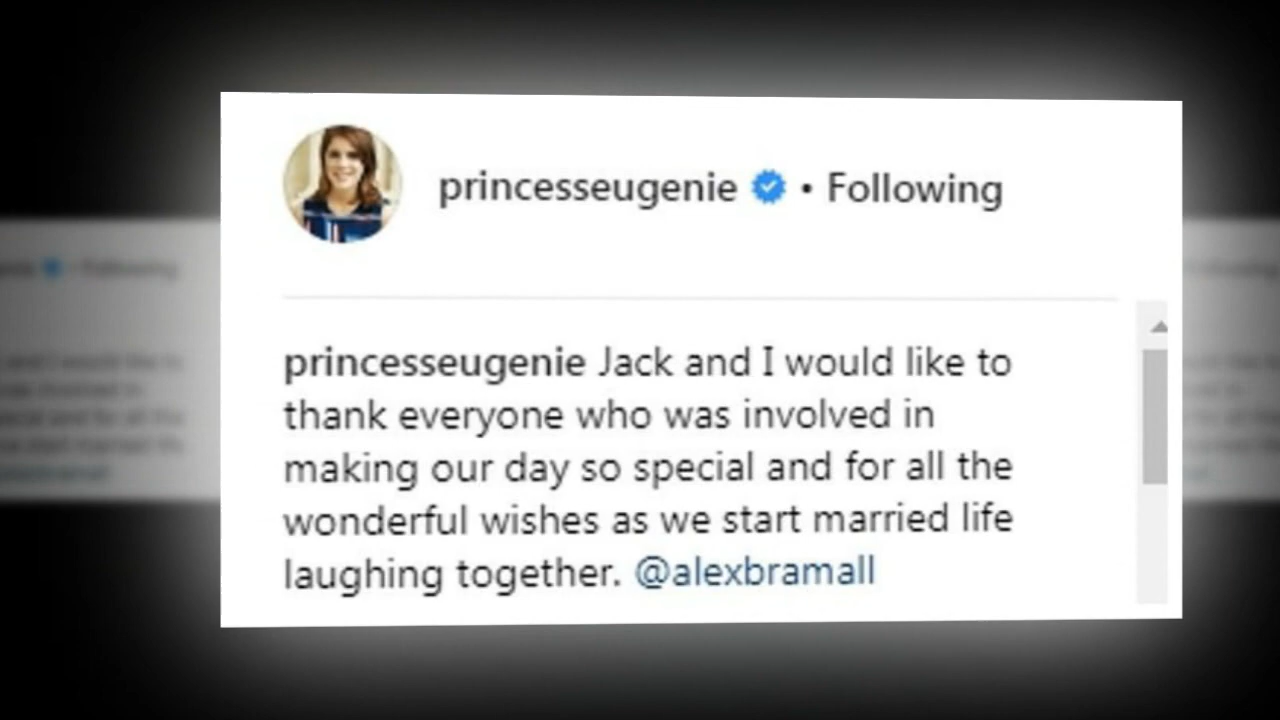 princesseugenie • Following
princesseugenie Jack and I would like to
thank everyone who was involved in
making our day so special and for all the
wonderful wishes as we start married life
laughing together. @alexbramall